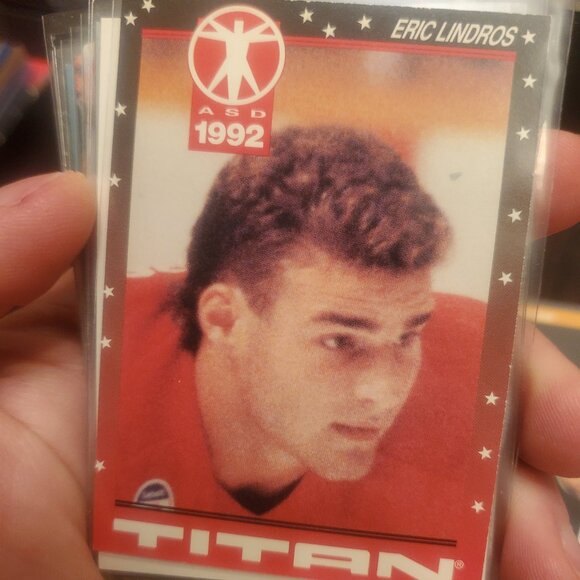 ERIC LINDROS
ASD
1992
TITAN®